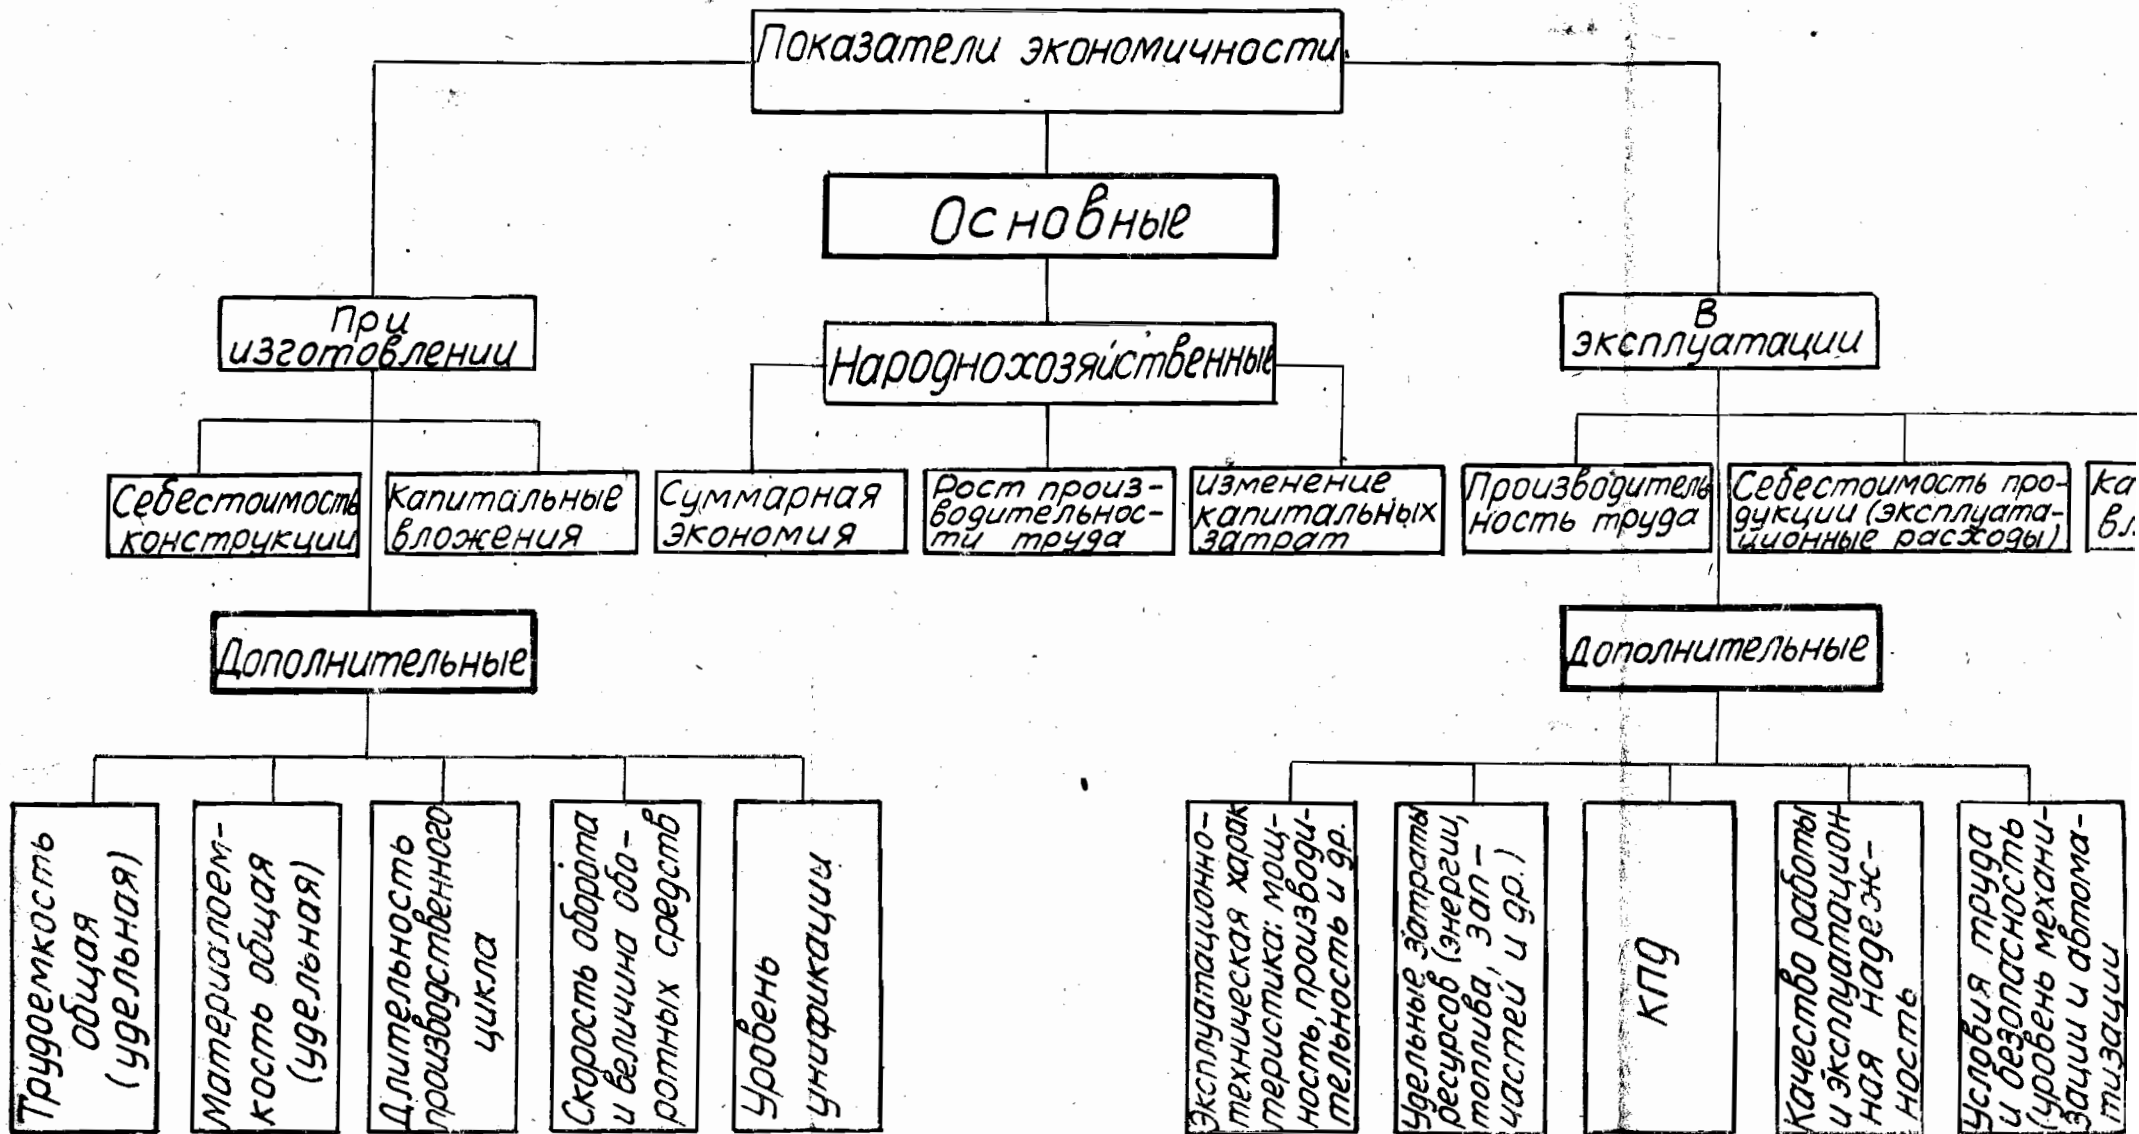 Показатели экономичности
Основные
При
изготовлении
Народнохозяйственные
В
эксплуатации
Себестоимость
конструкции
Капитальные
вложения
Суммарная
экономия
Рост произ-
водительнос-
ти труда
изменение
капитальных
затрат
Производитель
ность труда
Себестоимость про-
дукции (эксплуата-
ционные расходы)
ка
вл
Дополнительные
Дополнительные
Трудоемкость
общая
(удельная)
Материалоем-
кость общая
(удельная)
Длительность
производственного
цикла
Скорость оборота
и величина обо-
ротных средств
Уровень
унификации
Эксплуатационно-
техническая харак
теристика: мощ-
ность, производи-
тельность и др.
Удельные затраты
ресурсов (энергии,
топлива, зап-
частей и др.)
КПД
Качество работы
и эксплуатацион
ная надеж-
ность
Условия труда
и безопасность
(уровень механи-
зации и автома-
тизации